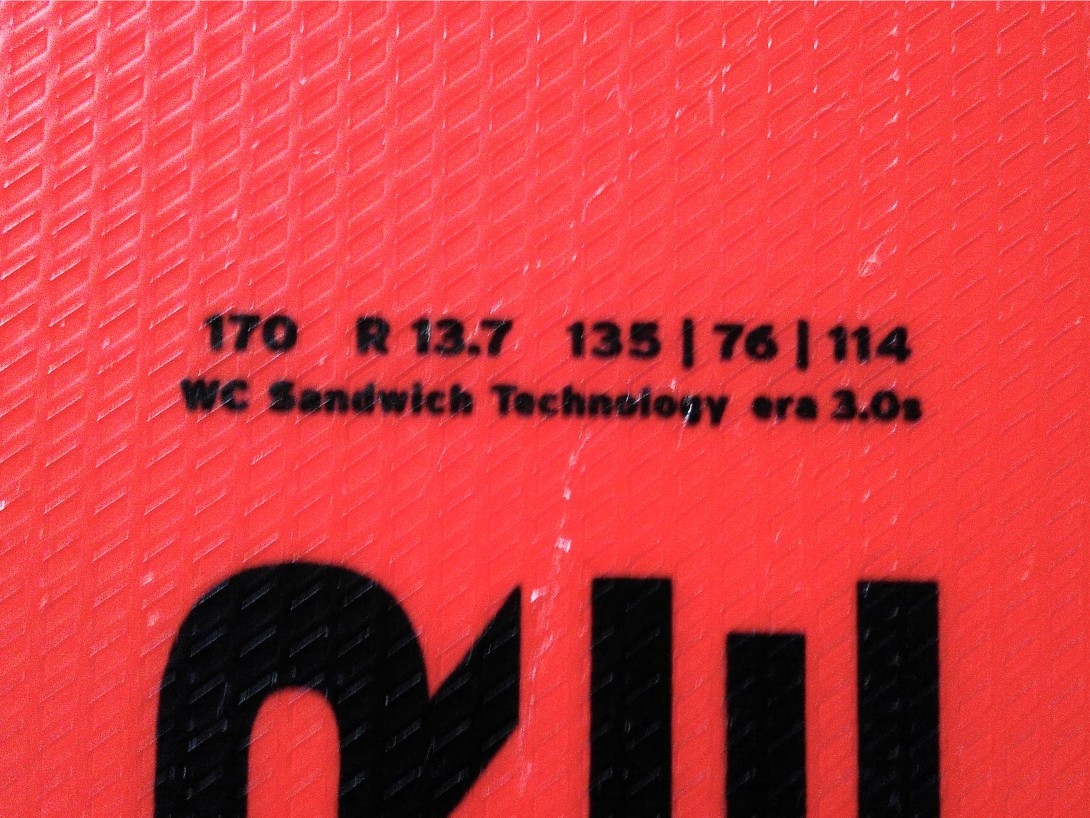 170 R 13.7 135 | 76 | 114
WC Sandwich Technology era 3.0s